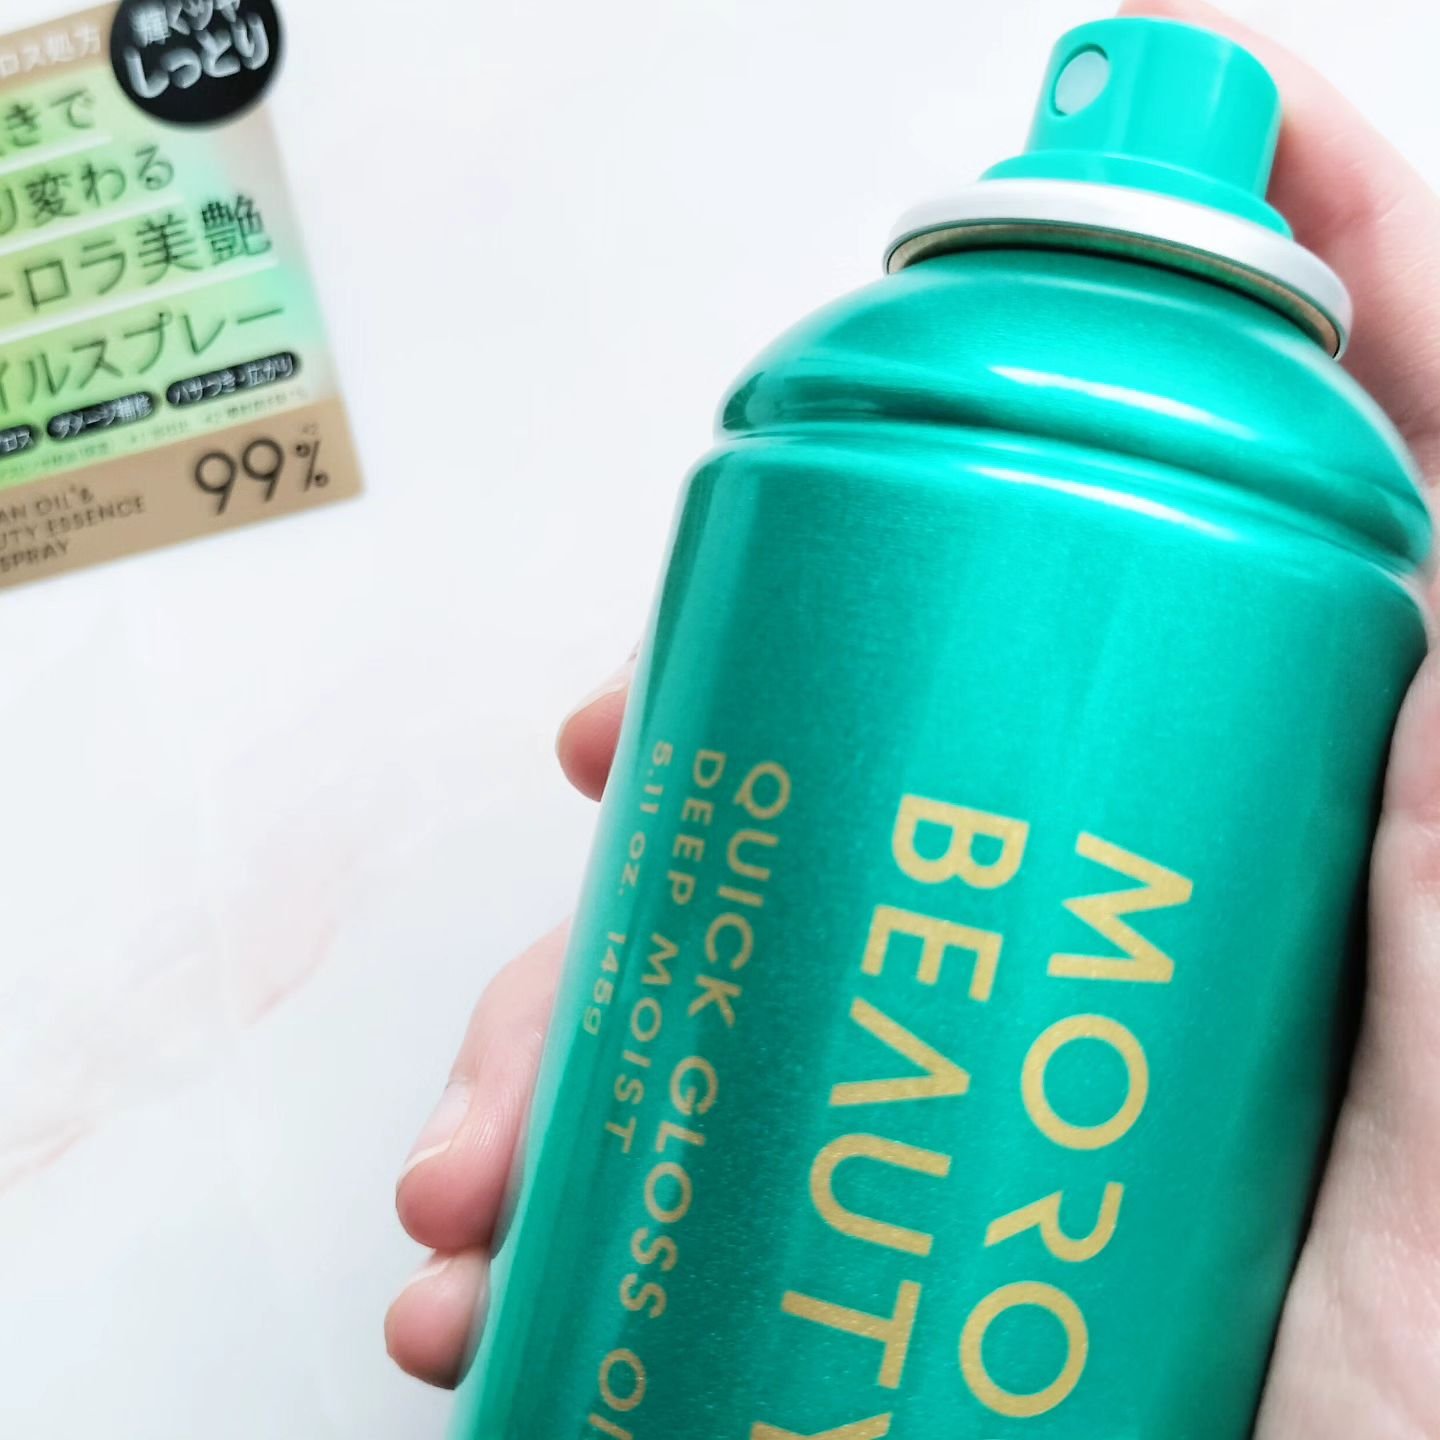 輝くツヤ
しっとり
ロス処方
きで
り変わる
ーロラ美艶
イルスプレー
ダメージ補修
パサつき・広がり
99%
AN OIL &
UTY ESSENCE
SPRAY
MORO
BEAUTY
QUICK GLOSS OI
DEEP MOIST
5.11 OZ. 145g